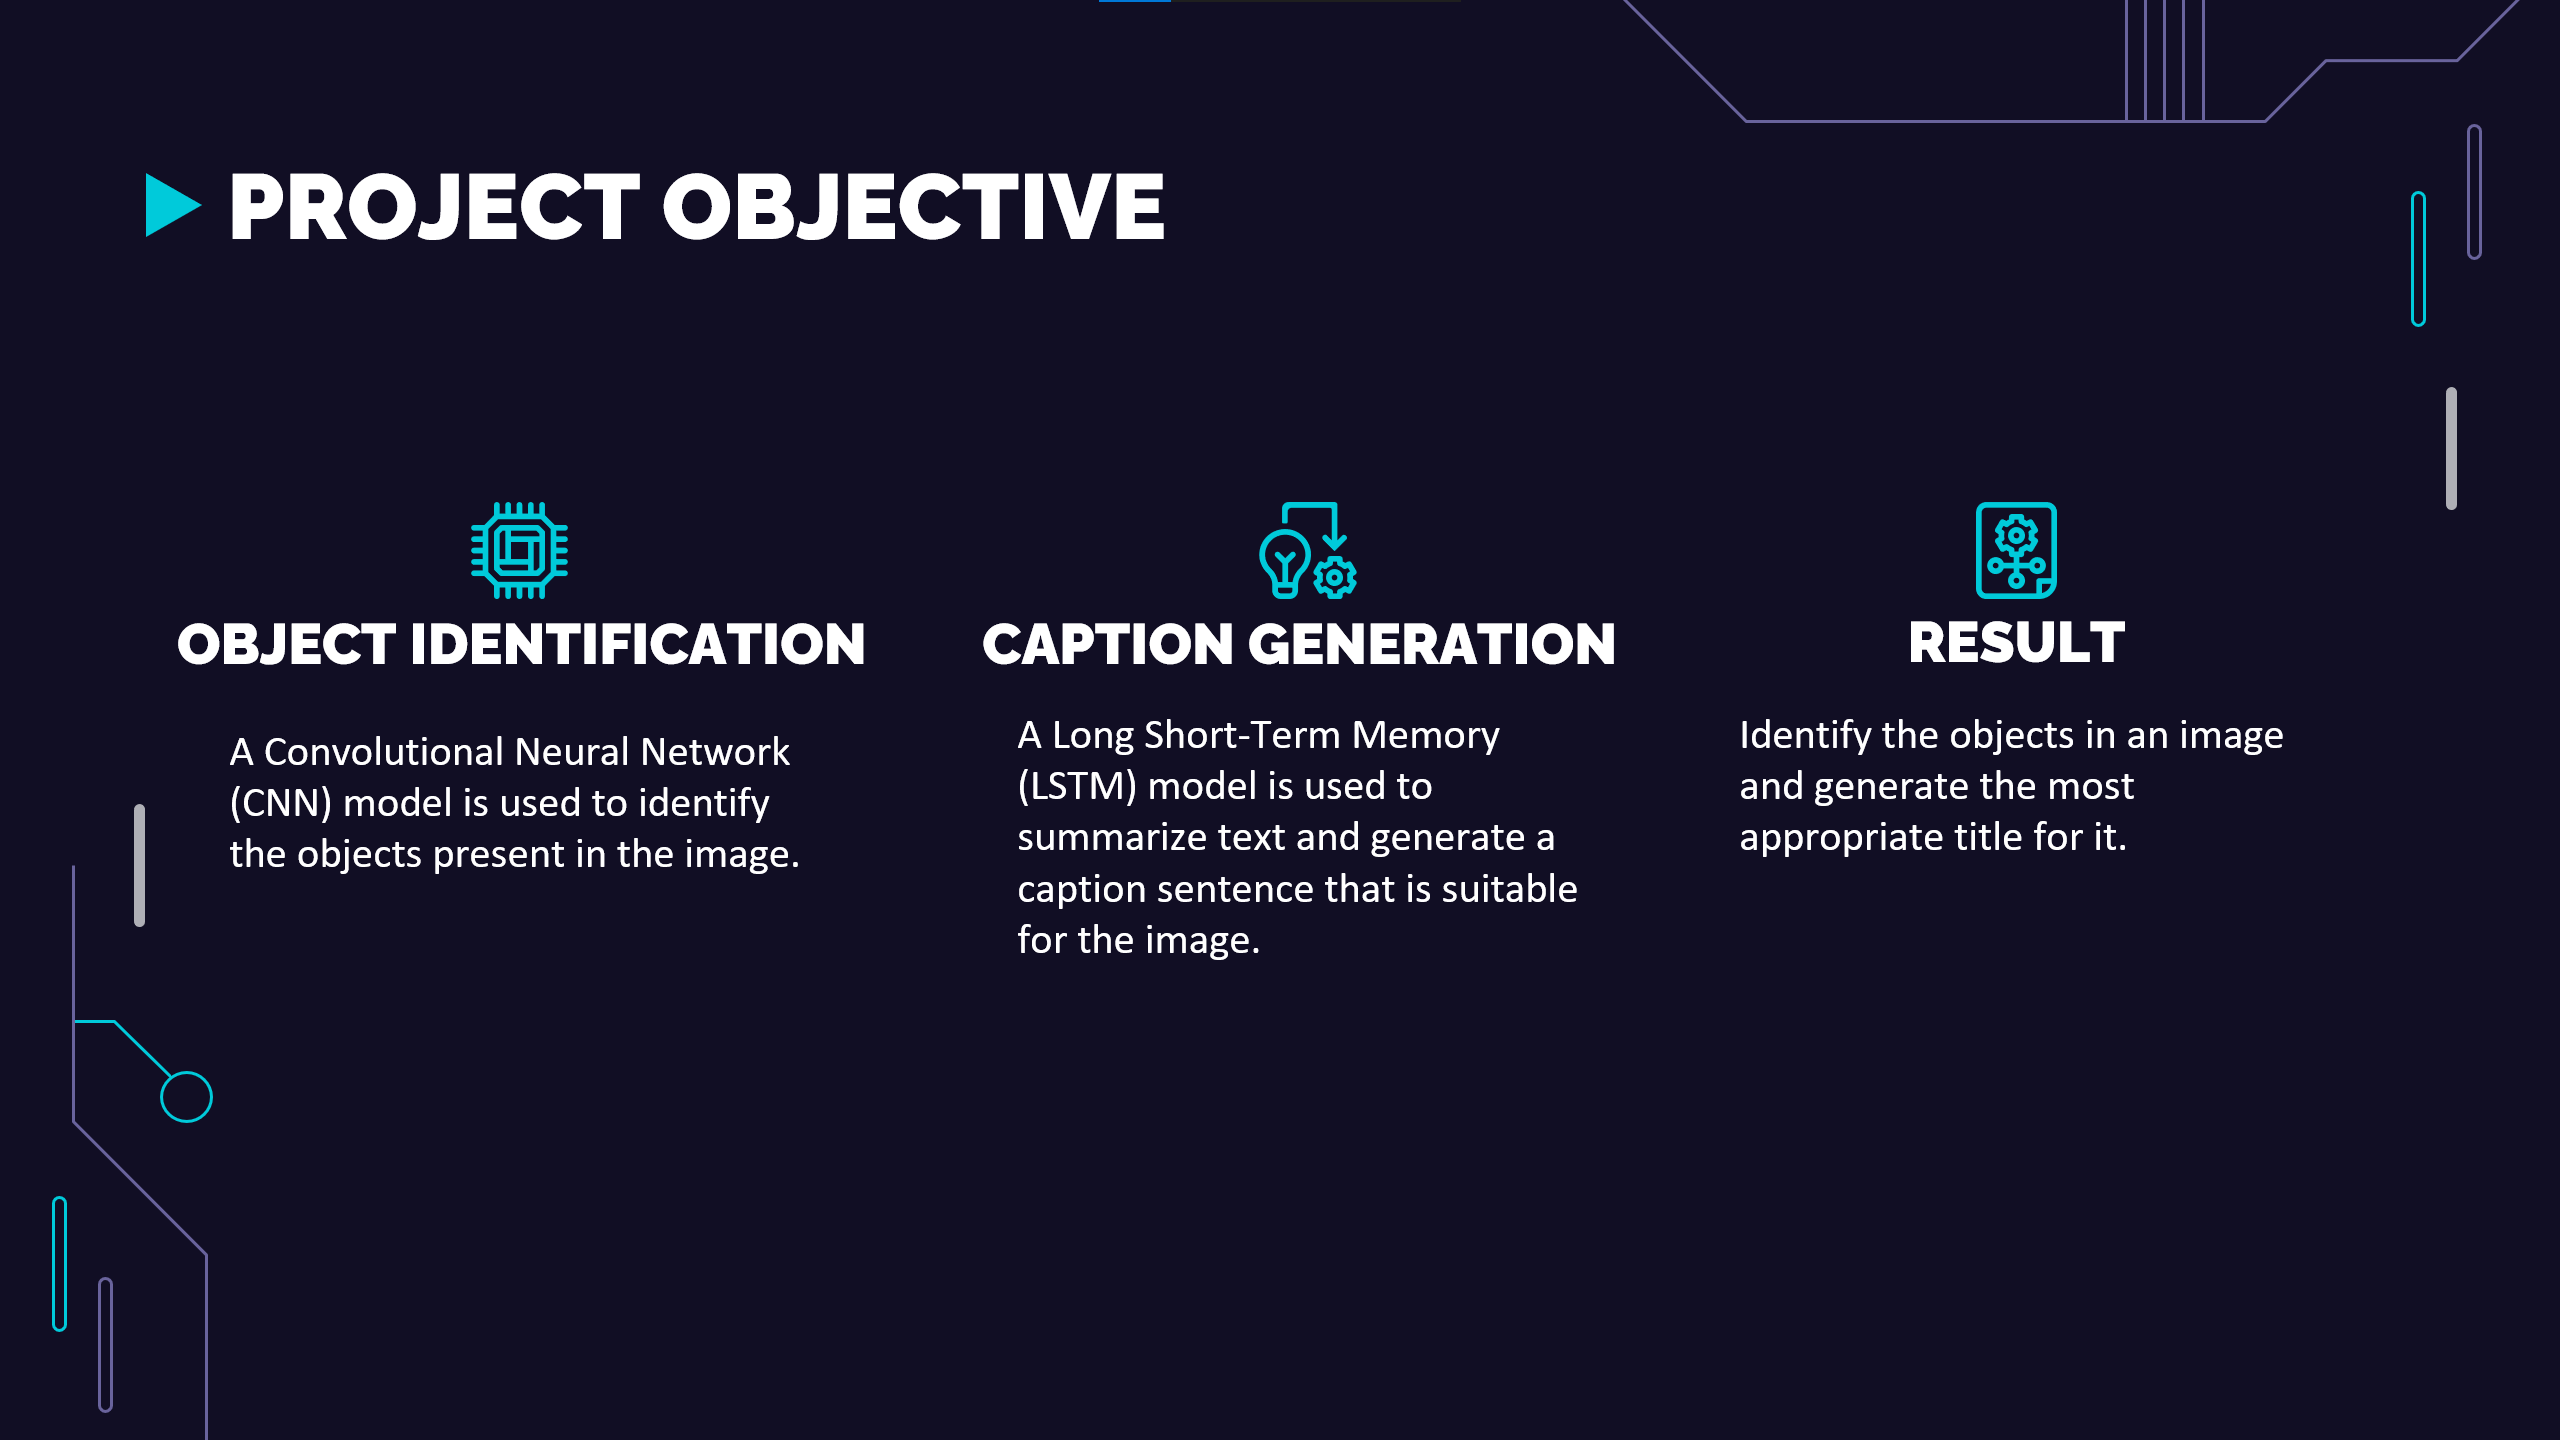 PROJECT OBJECTIVE
OBJECT IDENTIFICATION
A Convolutional Neural Network
(CNN) model is used to identify
the objects present in the image.
CAPTION GENERATION
A Long Short-Term Memory
(LSTM) model is used to
summarize text and generate a
caption sentence that is suitable
for the image.
RESULT
Identify the objects in an image
and generate the most
appropriate title for it.